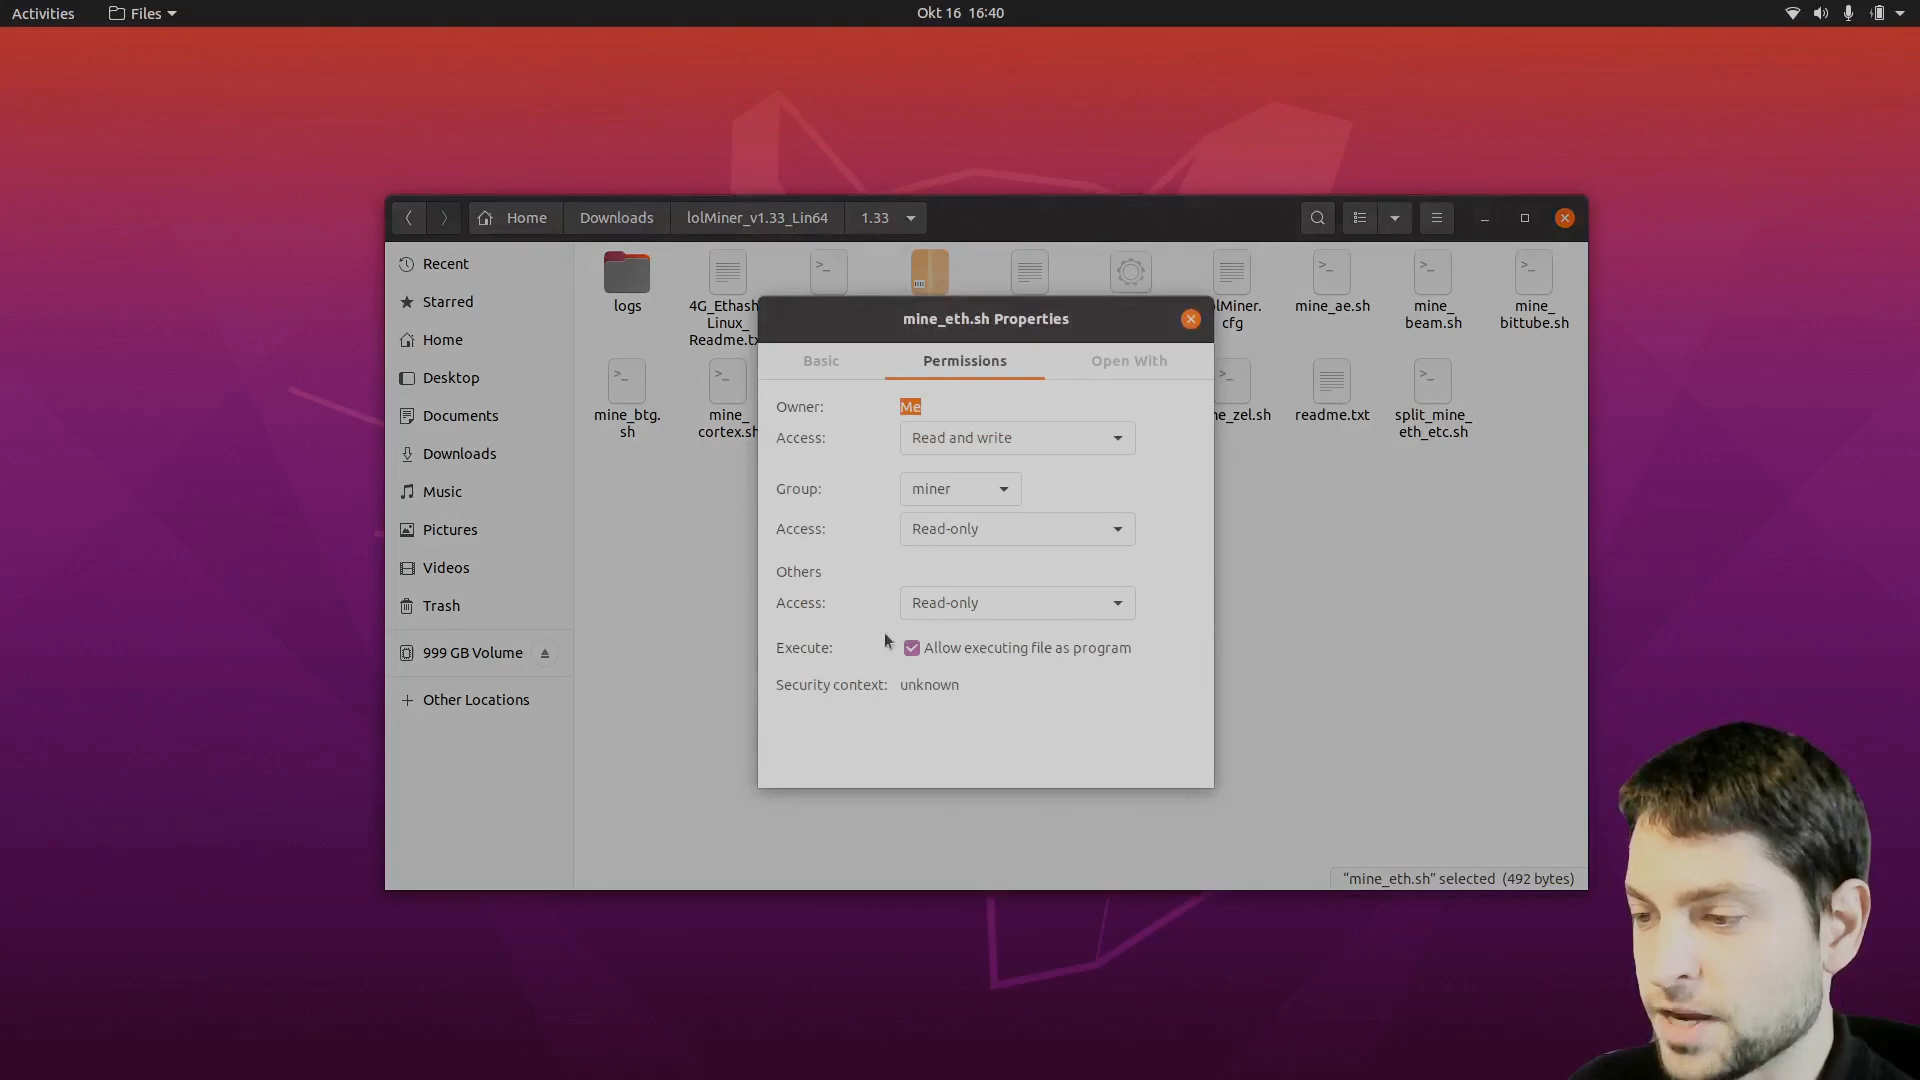 Activities
Files
Okt 16 16:40
Home
Downloads
lolMiner_v1.33_Lin64
1.33
Recent
Starred
Home
Desktop
Documents
Downloads
Music
Pictures
Videos
Trash
999 GB Volume
Other Locations
logs
4G_Ethash
Linux_
Readme.tx
lMiner.
cfg
mine_ae.sh
mine_
beam.sh
mine_
bittube.sh
mine_btg.
sh
mine_
cortex.sh
e_zel.sh
readme.txt
split_mine_
eth_etc.sh
mine_eth.sh Properties
Basic
Permissions
Open With
Owner:
Me
Access:
Read and write
Group:
miner
Access:
Read-only
Others
Access:
Read-only
Execute:
Allow executing file as program
Security context:
unknown
"mine_eth.sh" selected (492 bytes)